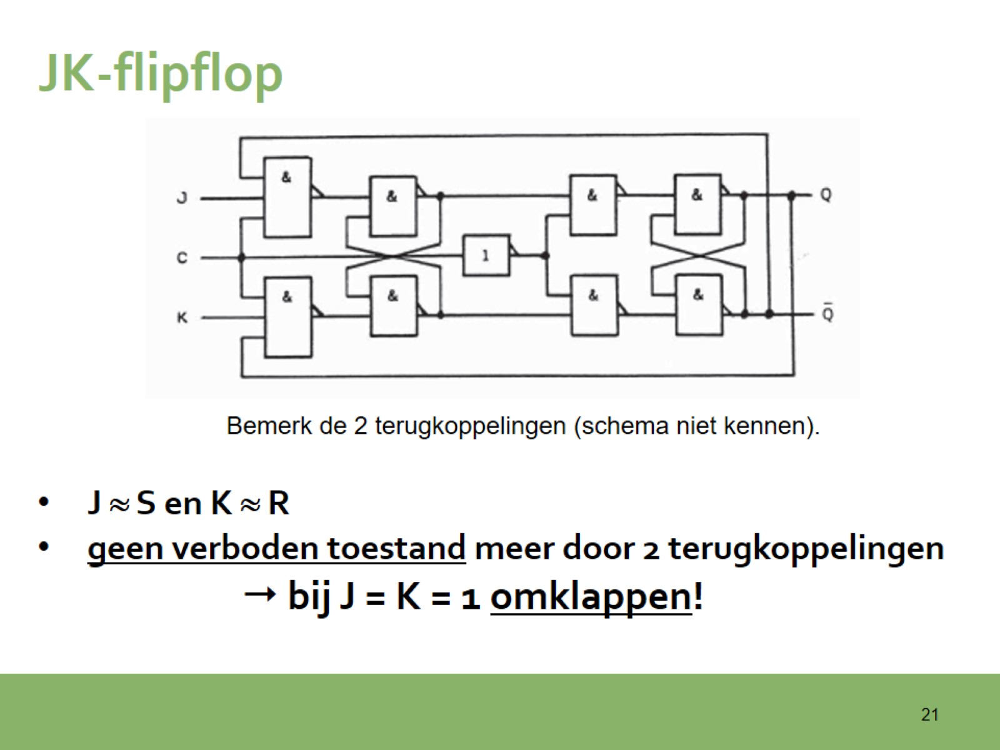 JK-flipflop
& & & &
J Q
C 1
& & & &
K Q̅
Bemerk de 2 terugkoppelingen (schema niet kennen).
• J ≈ S en K ≈ R
• geen verboden toestand meer door 2 terugkoppelingen
→ bij J = K = 1 omklappen!
21